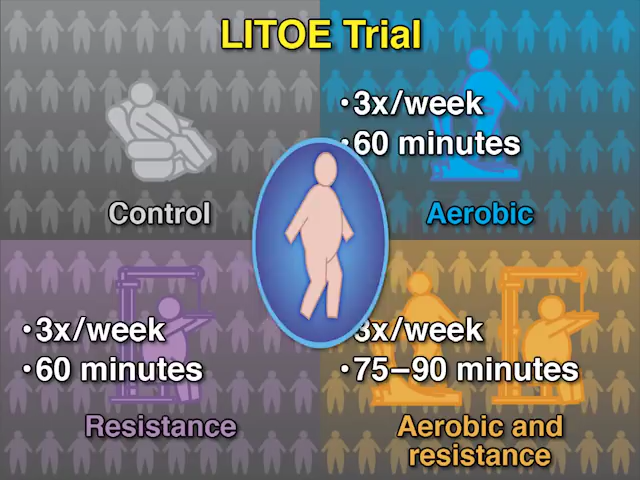 LITOE Trial
Control
•3x/week
•60 minutes
Aerobic
•3x/week
•60 minutes
Resistance
3x/week
•75–90 minutes
Aerobic and
resistance